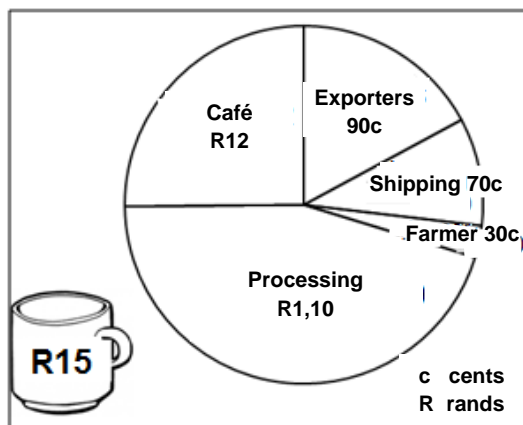 Café
R12
Exporters
90c
Shipping 70c
Farmer 30c
Processing
R1,10
R15
c cents
R rands